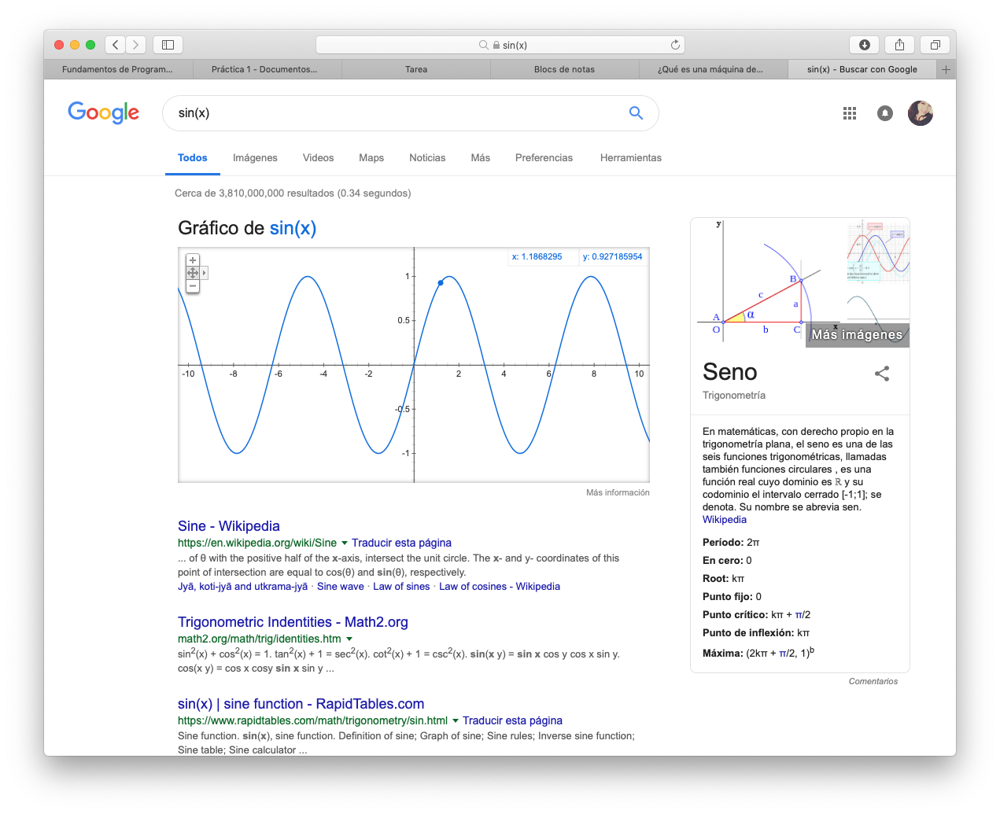 sin(x)
Fundamentos de Program...
Práctica 1 - Documentos...
Tarea
Blocs de notas
¿Qué es una máquina de...
sin(x) - Buscar con Google
Google
sin(x)
Todos Imágenes Videos Maps Noticias Más Preferencias Herramientas
Cerca de 3,810,000,000 resultados (0.34 segundos)
Gráfico de sin(x)
x: 1.1868295 y: 0.927185954
1
0.5
-10 -8 -6 -4 -2 2 4 6 8 10
-0.5
-1
Más información
Sine - Wikipedia
https://en.wikipedia.org/wiki/Sine Traducir esta página
... of θ with the positive half of the x-axis, intersect the unit circle. The x- and y- coordinates of this
point of intersection are equal to cos(θ) and sin(θ), respectively.
Jyā, koti-jyā and utkrama-jyā · Sine wave · Law of sines · Law of cosines - Wikipedia
Trigonometric Indentities - Math2.org
math2.org/math/trig/identities.htm
sin²(x) + cos²(x) = 1. tan²(x) + 1 = sec²(x). cot²(x) + 1 = csc²(x). sin(x y) = sin x cos y cos x sin y.
cos(x y) = cos x cosy sin x sin y ...
sin(x) | sine function - RapidTables.com
https://www.rapidtables.com/math/trigonometry/sin.html Traducir esta página
Sine function. sin(x), sine function. Definition of sine; Graph of sine; Sine rules; Inverse sine function;
Sine table; Sine calculator ...
y
B
c
a
A
α
O
b
C
x
Más imágenes
Seno
Trigonometría
En matemáticas, con derecho propio en la
trigonometría plana, el seno es una de las
seis funciones trigonométricas, llamadas
también funciones circulares , es una
función real cuyo dominio es ℝ y su
codominio el intervalo cerrado [-1;1]; se
denota. Su nombre se abrevia sen.
Wikipedia
Período: 2π
En cero: 0
Root: kπ
Punto fijo: 0
Punto crítico: kπ + π/2
Punto de inflexión: kπ
Máxima: (2kπ + π/2, 1)ᵇ
Comentarios